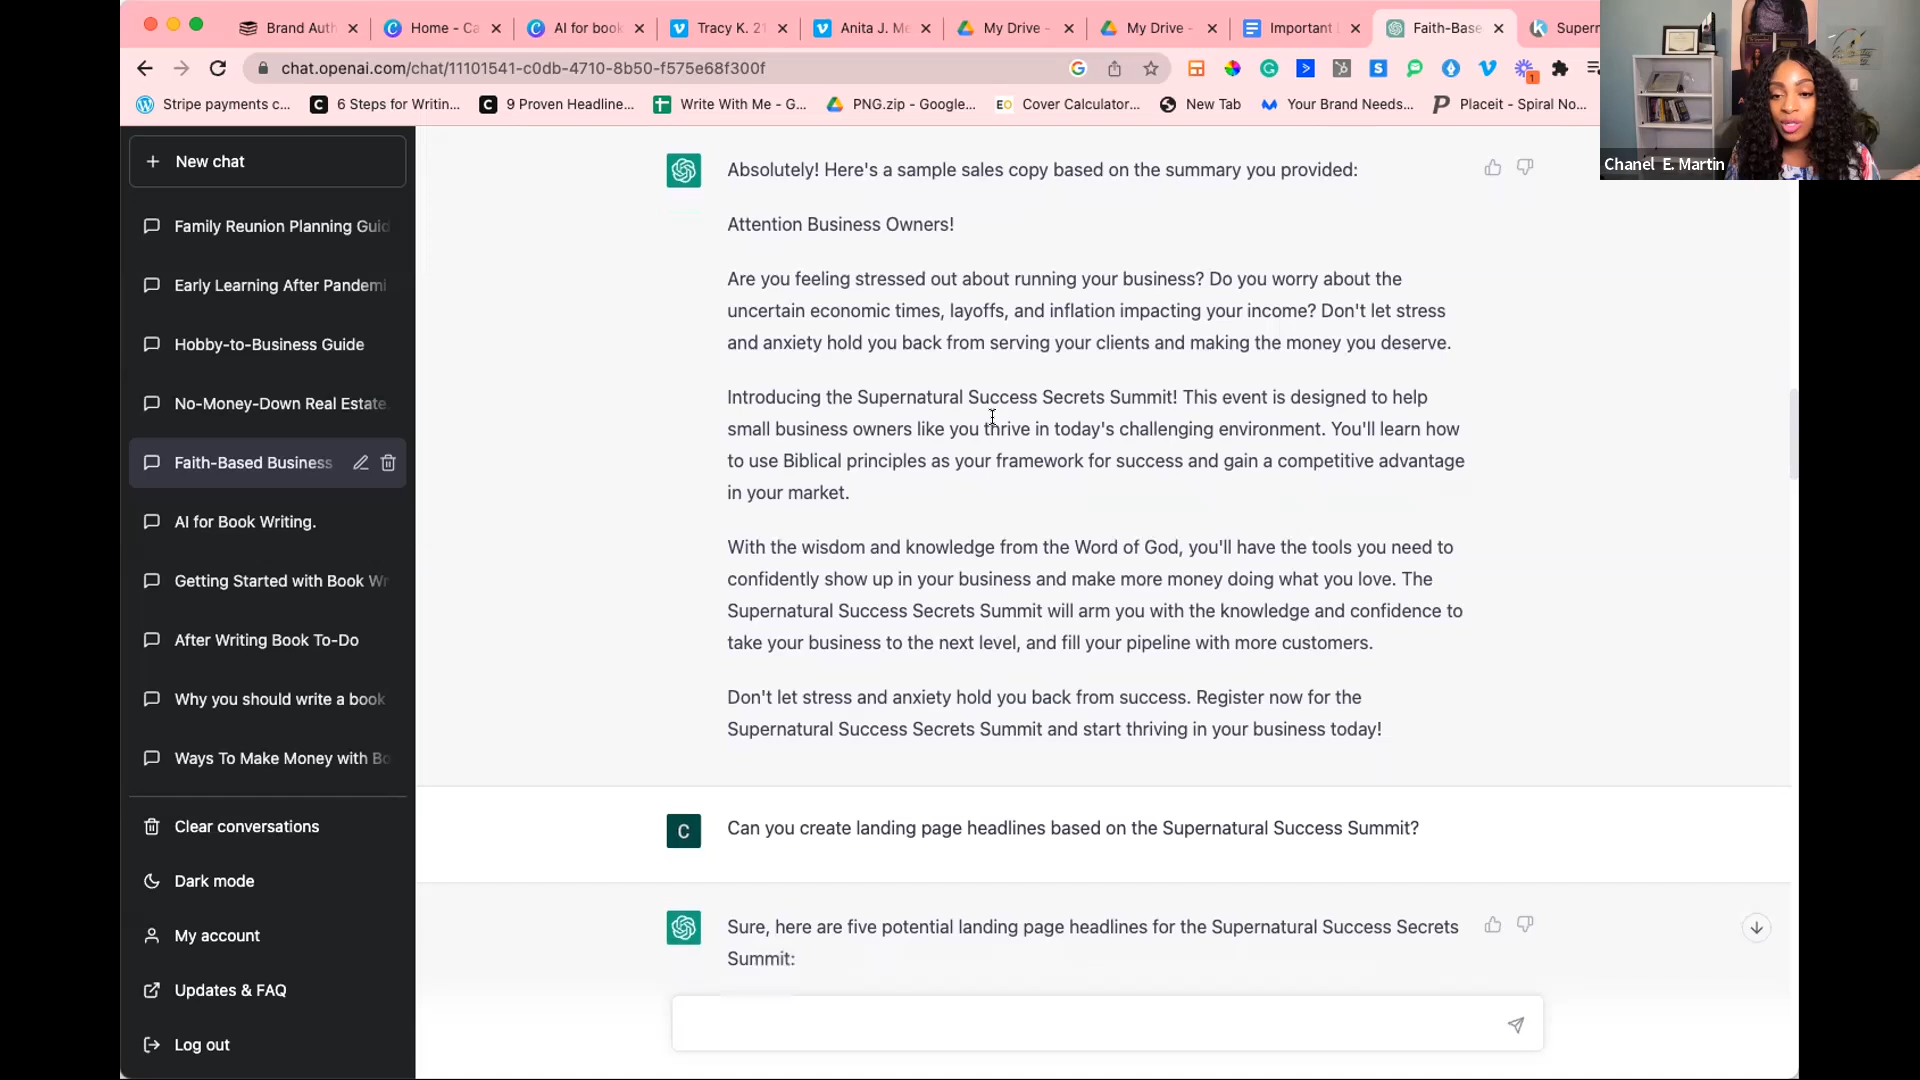 Brand Auth
Home - Ca
AI for book
Tracy K. 21
Anita J. Me
My Drive -
My Drive -
Important
Faith-Base
Supern
chat.openai.com/chat/11101541-c0db-4710-8b50-f575e68f300f
1
Stripe payments c...
6 Steps for Writin...
9 Proven Headline...
Write With Me - G...
PNG.zip - Google...
EO Cover Calculator...
New Tab
Your Brand Needs...
Placeit - Spiral No...
Chanel E. Martin
New chat
Family Reunion Planning Guid
Early Learning After Pandemi
Hobby-to-Business Guide
No-Money-Down Real Estate
Faith-Based Business
AI for Book Writing.
Getting Started with Book Wr
After Writing Book To-Do
Why you should write a book
Ways To Make Money with Bo
Clear conversations
Dark mode
My account
Updates & FAQ
Log out
Absolutely! Here's a sample sales copy based on the summary you provided:
Attention Business Owners!
Are you feeling stressed out about running your business? Do you worry about the
uncertain economic times, layoffs, and inflation impacting your income? Don't let stress
and anxiety hold you back from serving your clients and making the money you deserve.
Introducing the Supernatural Success Secrets Summit! This event is designed to help
small business owners like you thrive in today's challenging environment. You'll learn how
to use Biblical principles as your framework for success and gain a competitive advantage
in your market.
With the wisdom and knowledge from the Word of God, you'll have the tools you need to
confidently show up in your business and make more money doing what you love. The
Supernatural Success Secrets Summit will arm you with the knowledge and confidence to
take your business to the next level, and fill your pipeline with more customers.
Don't let stress and anxiety hold you back from success. Register now for the
Supernatural Success Secrets Summit and start thriving in your business today!
C
Can you create landing page headlines based on the Supernatural Success Summit?
Sure, here are five potential landing page headlines for the Supernatural Success Secrets
Summit: